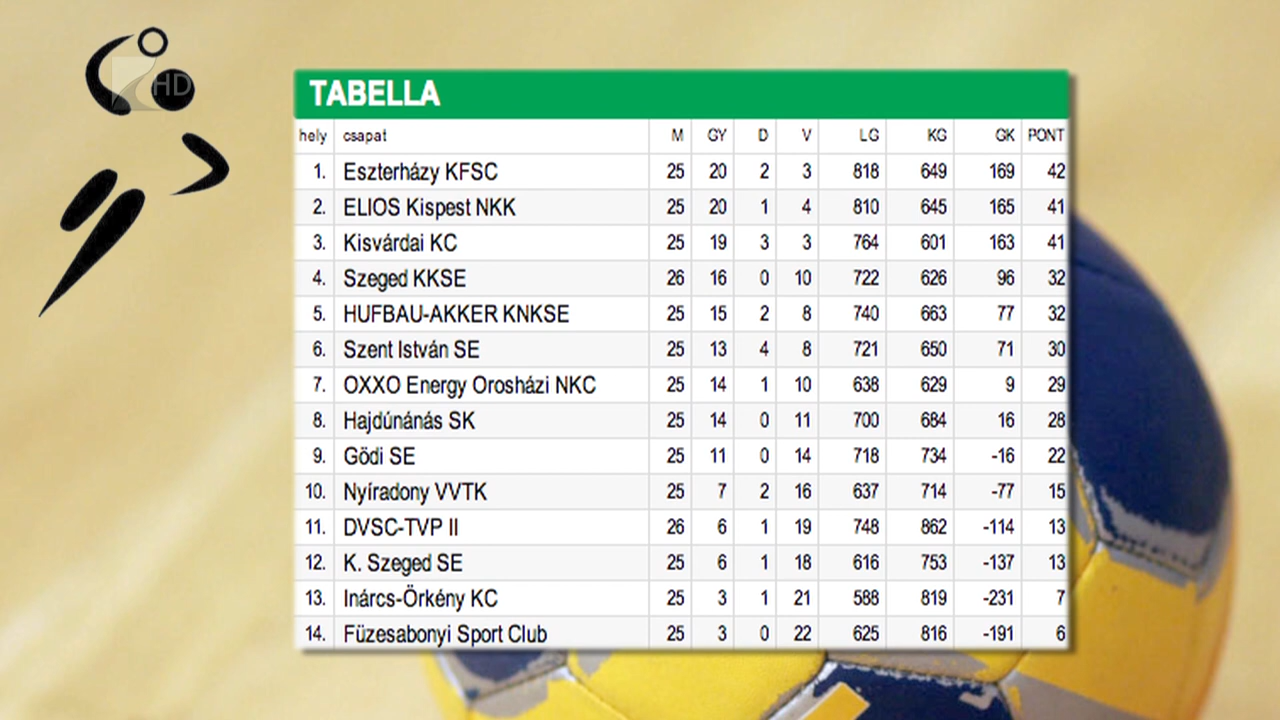 HD
TABELLA
hely csapat M GY D V LG KG GK PONT
1. Eszterházy KFSC 25 20 2 3 818 649 169 42
2. ELIOS Kispest NKK 25 20 1 4 810 645 165 41
3. Kisvárdai KC 25 19 3 3 764 601 163 41
4. Szeged KKSE 26 16 0 10 722 626 96 32
5. HUFBAU-AKKER KNKSE 25 15 2 8 740 663 77 32
6. Szent István SE 25 13 4 8 721 650 71 30
7. OXXO Energy Orosházi NKC 25 14 1 10 638 629 9 29
8. Hajdúnánás SK 25 14 0 11 700 684 16 28
9. Gödi SE 25 11 0 14 718 734 -16 22
10. Nyíradony VVTK 25 7 2 16 637 714 -77 15
11. DVSC-TVP II 26 6 1 19 748 862 -114 13
12. K. Szeged SE 25 6 1 18 616 753 -137 13
13. Inárcs-Örkény KC 25 3 1 21 588 819 -231 7
14. Füzesabonyi Sport Club 25 3 0 22 625 816 -191 6